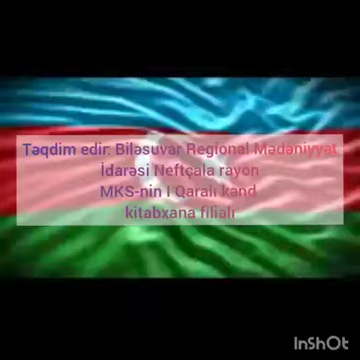 Təqdim edir: Biləsuvar Regional Mədəniyyət
İdarəsi Neftçala rayon
MKS-nin I Qaralı kənd
kitabxana filialı
InShOt